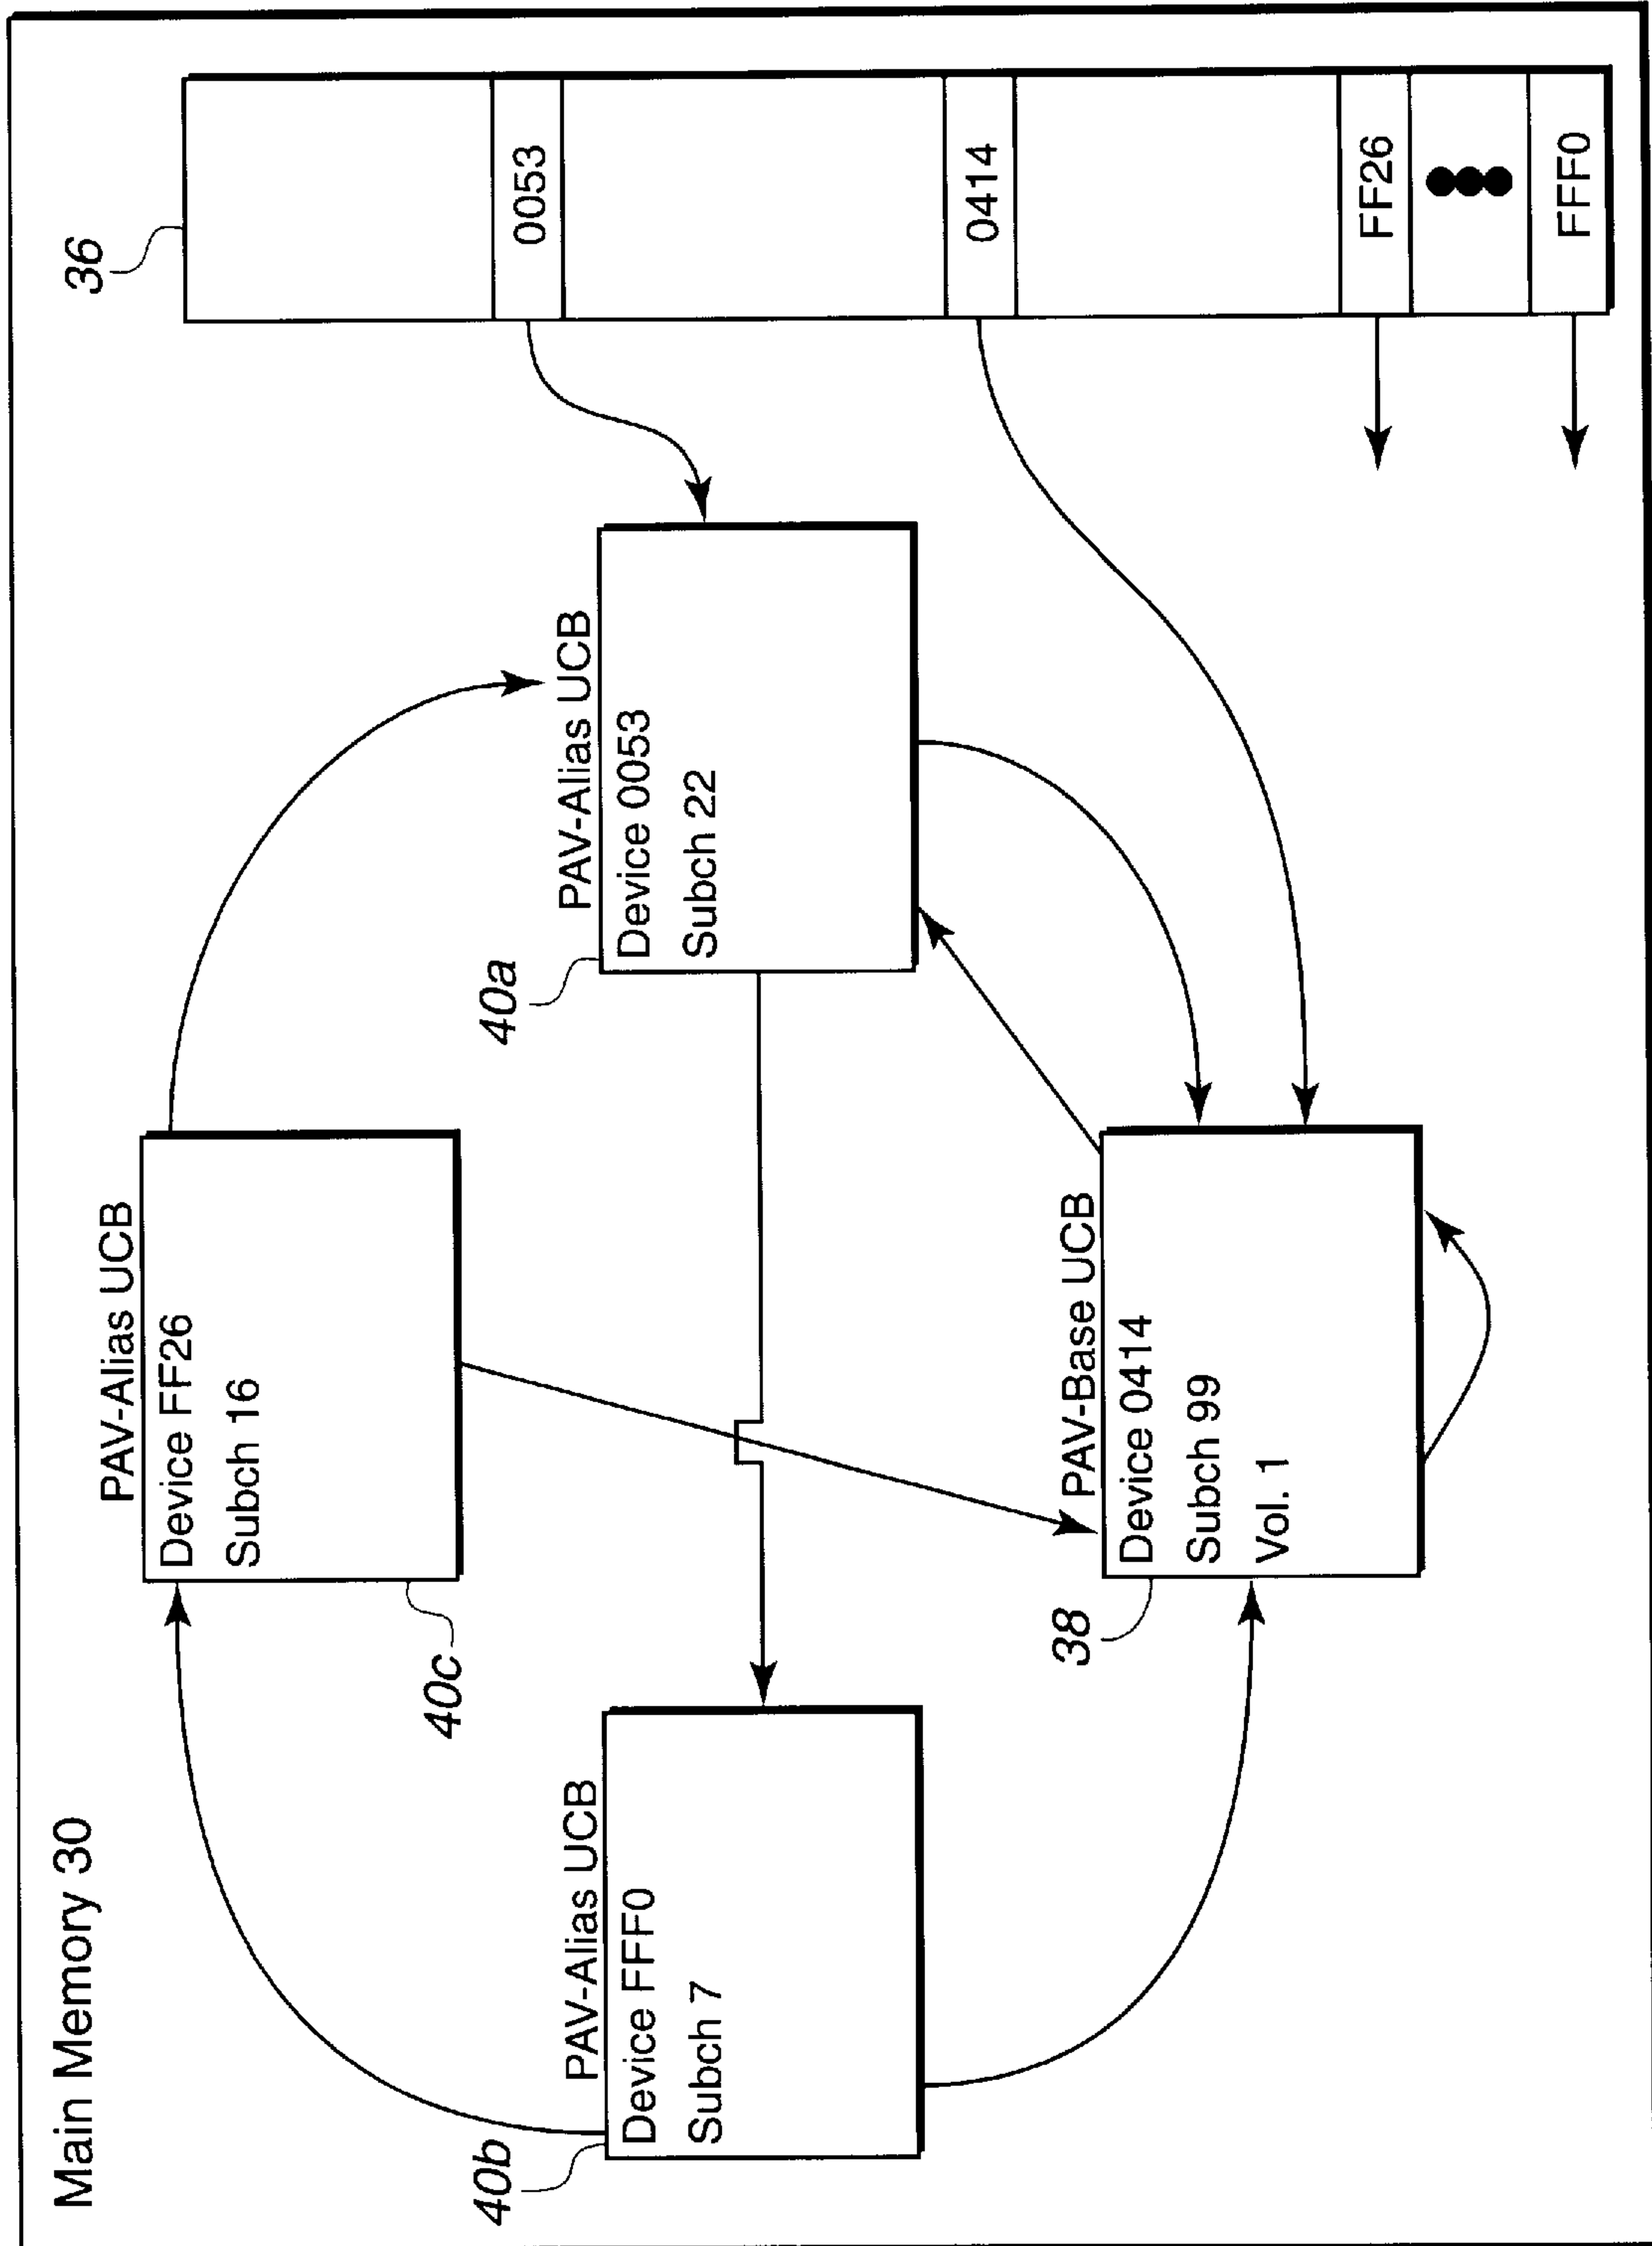 Main Memory 30
36
0053
0414
FF26
FFF0
PAV-Alias UCB
Device FF26
Subch 16
40c
PAV-Alias UCB
Device 0053
Subch 22
40a
PAV-Alias UCB
Device FFF0
Subch 7
40b
PAV-Base UCB
Device 0414
Subch 99
Vol. 1
38